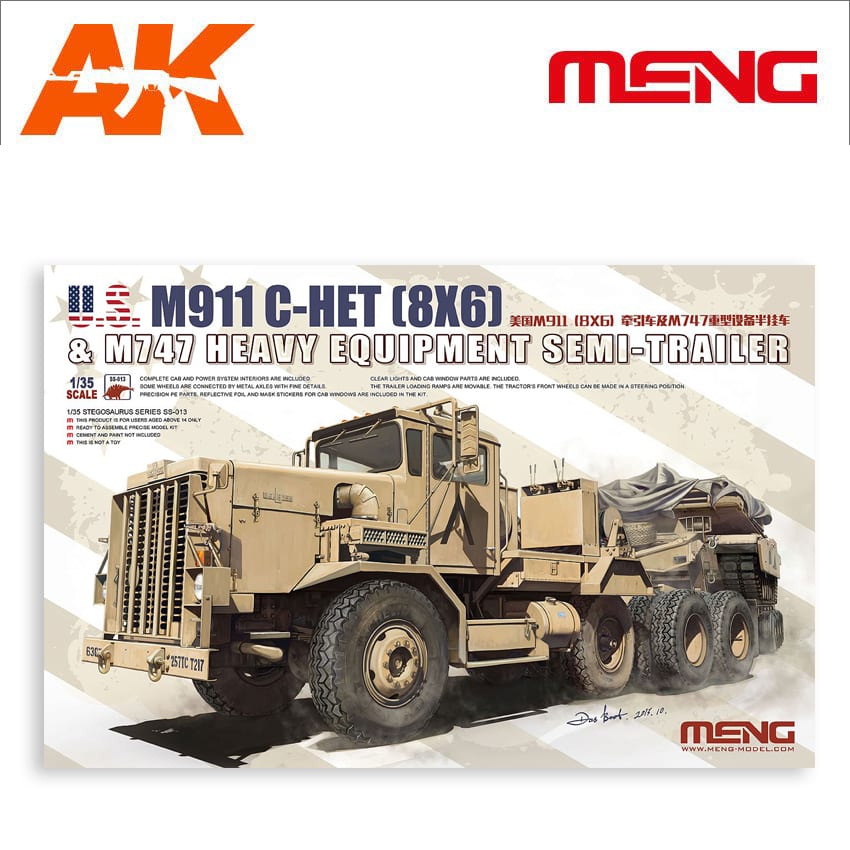 AK
MENG
U.S. M911 C-HET (8X6) 美国M911 (8X6) 牵引车及M747重型设备半挂车
& M747 HEAVY EQUIPMENT SEMI-TRAILER
1/35
SCALE
SS-013
COMPLETE CAB AND POWER SYSTEM INTERIORS ARE INCLUDED.
SOME WHEELS ARE CONNECTED BY METAL AXLES WITH FINE DETAILS.
PRECISION PE PARTS, REFLECTIVE FOIL AND MASK STICKERS FOR CAB WINDOWS ARE INCLUDED IN THE KIT.
CLEAR LIGHTS AND CAB WINDOW PARTS ARE INCLUDED.
THE TRAILER LOADING RAMPS ARE MOVABLE. THE TRACTOR'S FRONT WHEELS CAN BE MADE IN A STEERING POSITION.
1/35 STEGOSAURUS SERIES SS-013
THIS PRODUCT IS FOR USERS AGED ABOVE 14 ONLY
READY TO ASSEMBLE PRECISE MODEL KIT
CEMENT AND PAINT NOT INCLUDED
THIS IS NOT A TOY
257TC T217
MENG
WWW.MENG-MODEL.COM